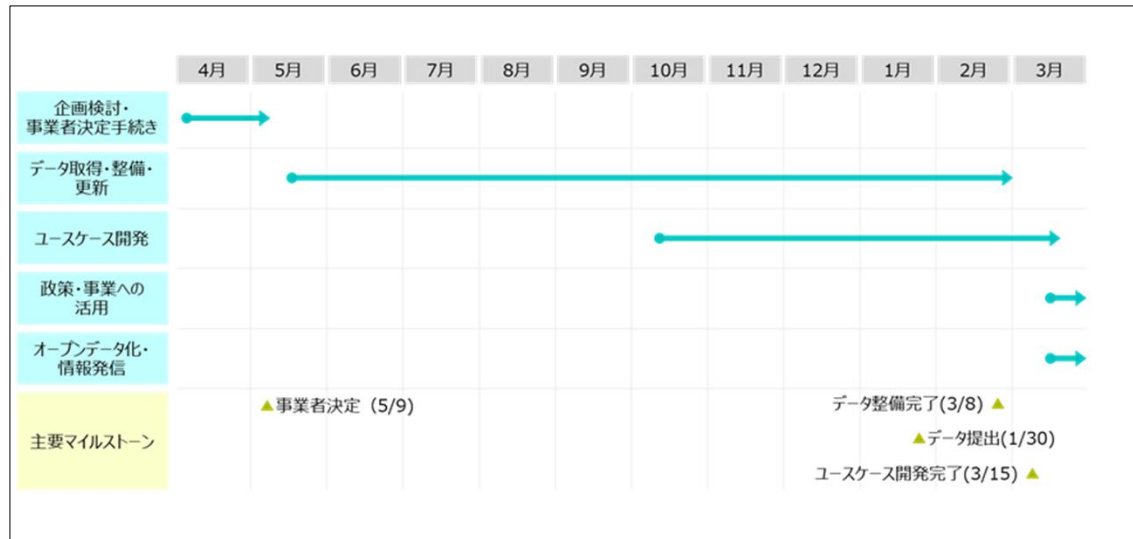 4月 5月 6月 7月 8月 9月 10月 11月 12月 1月 2月 3月
企画検討・
事業者決定手続き
データ取得・整備・
更新
ユースケース開発
政策・事業への
活用
オープンデータ化・
情報発信
主要マイルストーン
▲事業者決定（5/9)
データ整備完了(3/8) ▲
▲データ提出(1/30)
ユースケース開発完了(3/15) ▲